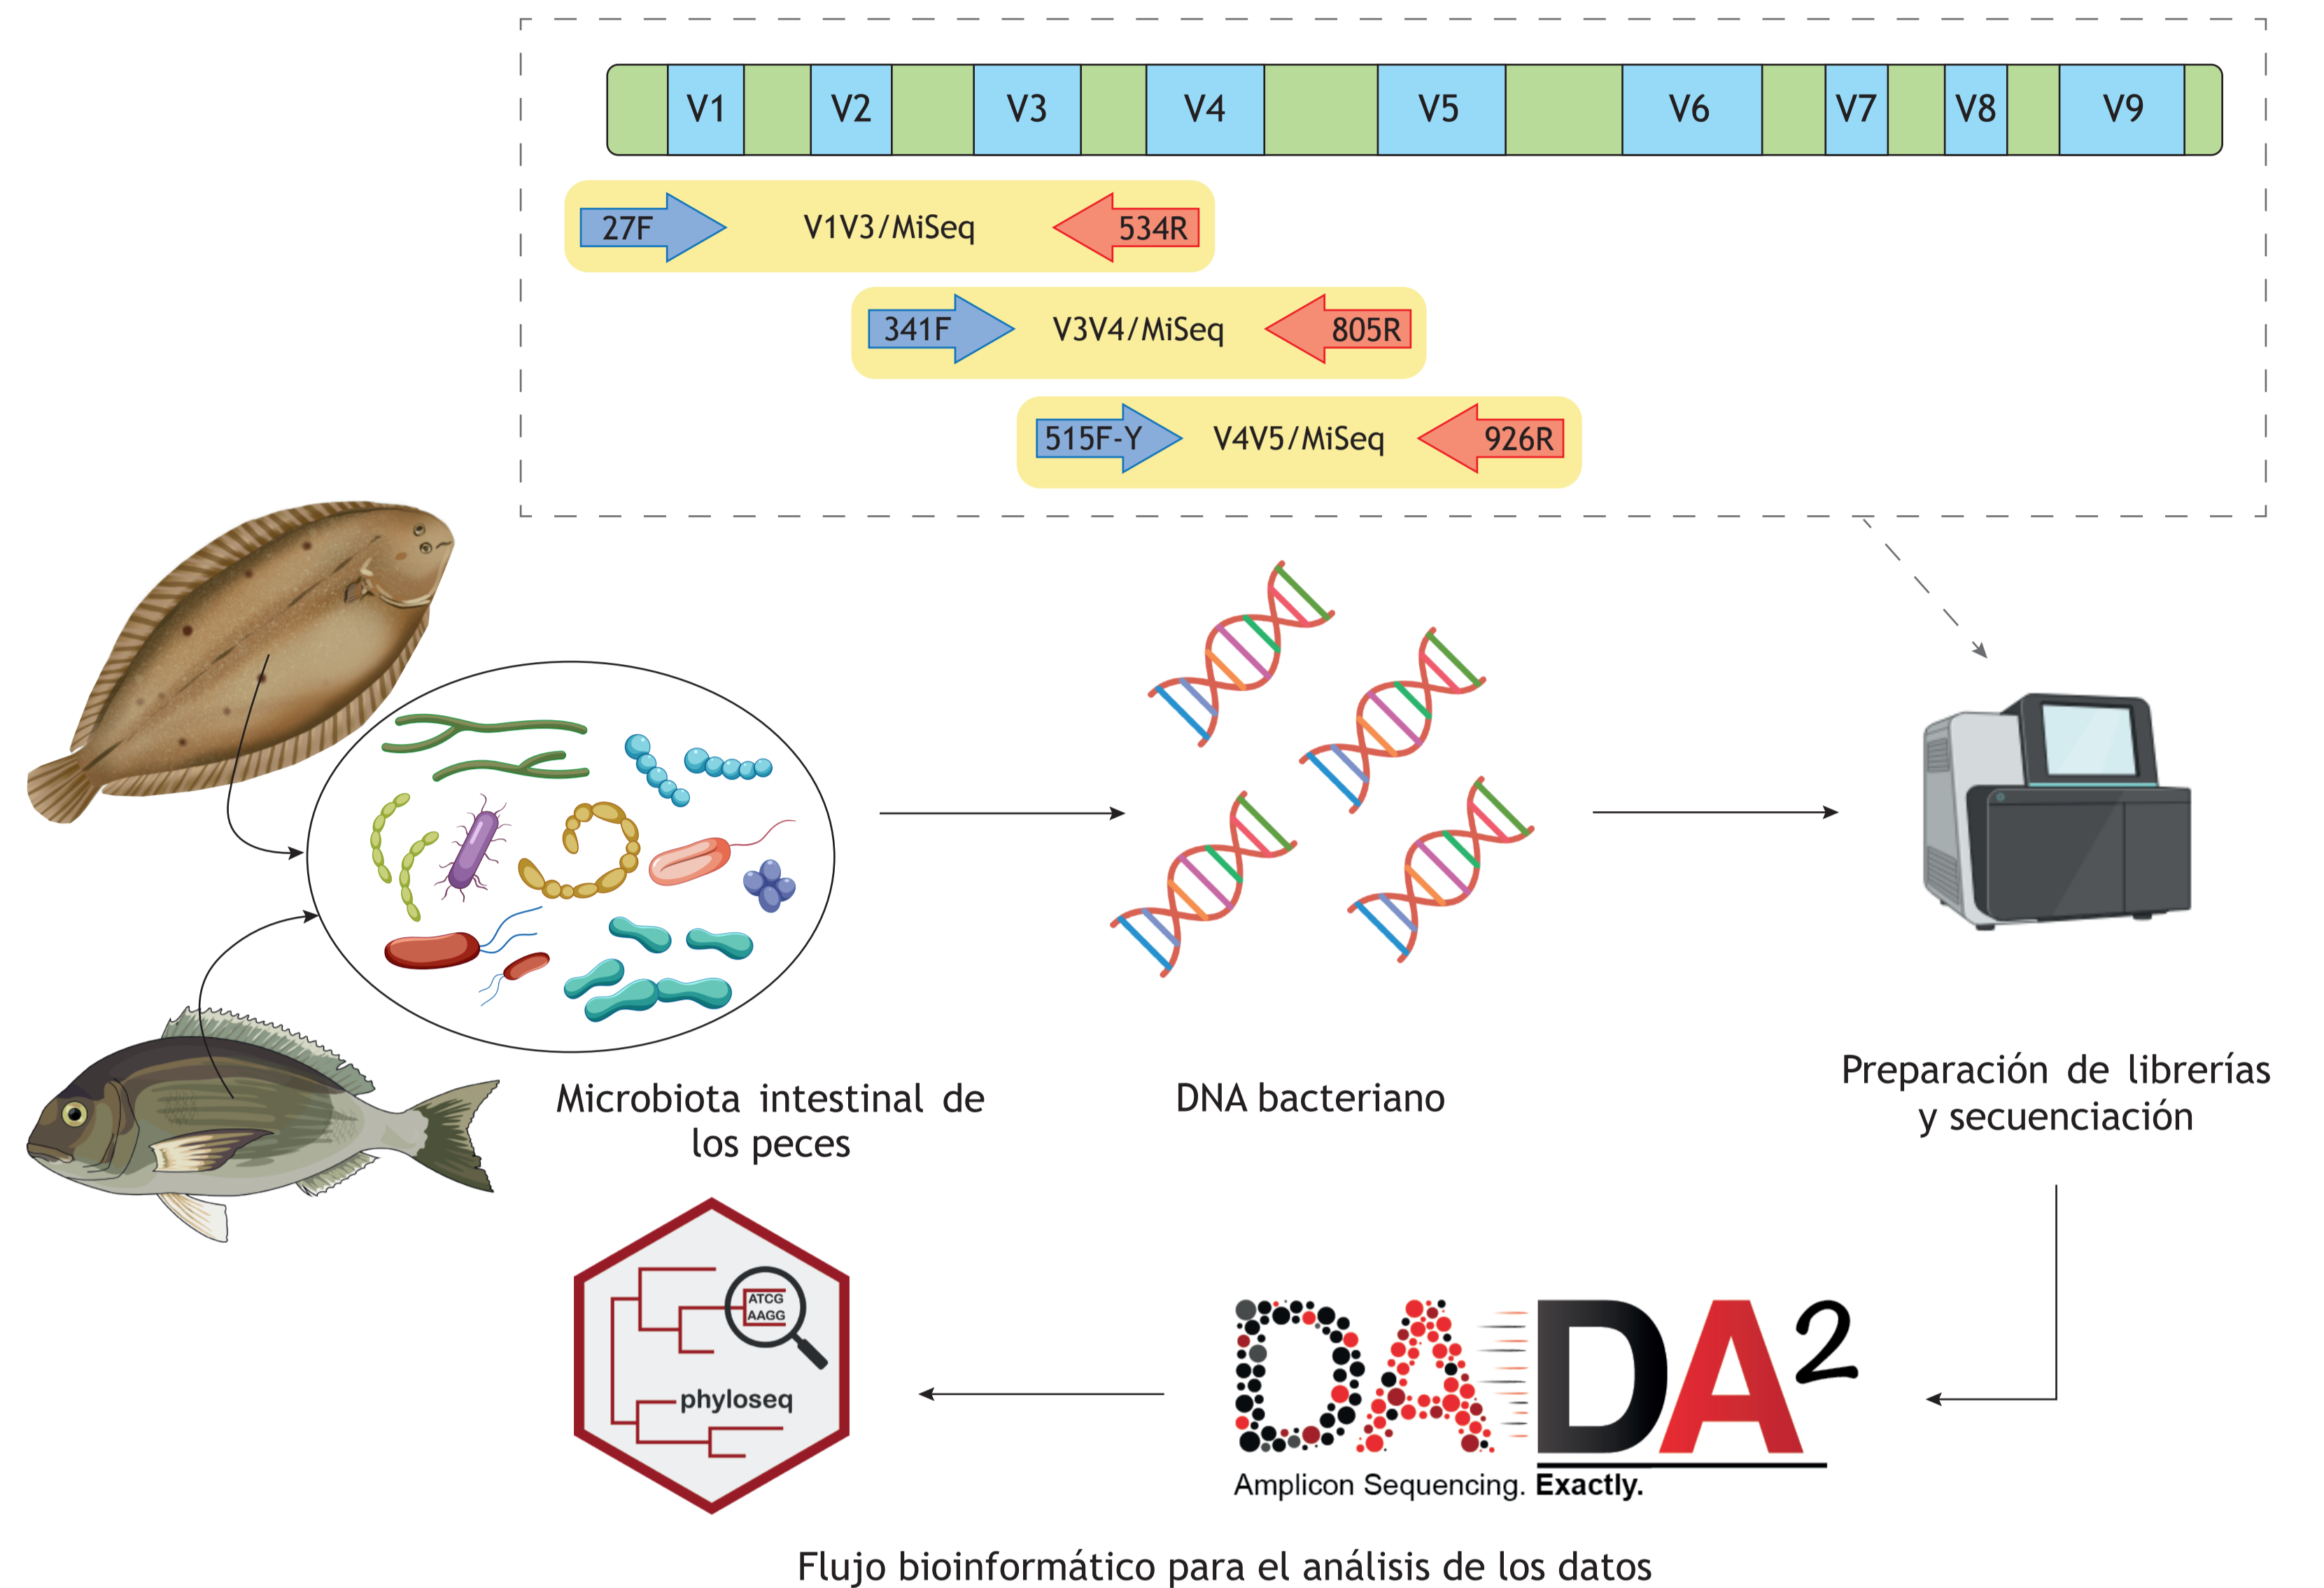 V1 V2 V3 V4 V5 V6 V7 V8 V9
27F V1V3/MiSeq 534R
341F V3V4/MiSeq 805R
515F-Y V4V5/MiSeq 926R
Microbiota intestinal de
los peces
DNA bacteriano
Preparación de librerías
y secuenciación
ATCG
AAGG
phyloseq
DADA2
Amplicon Sequencing. Exactly.
Flujo bioinformático para el análisis de los datos